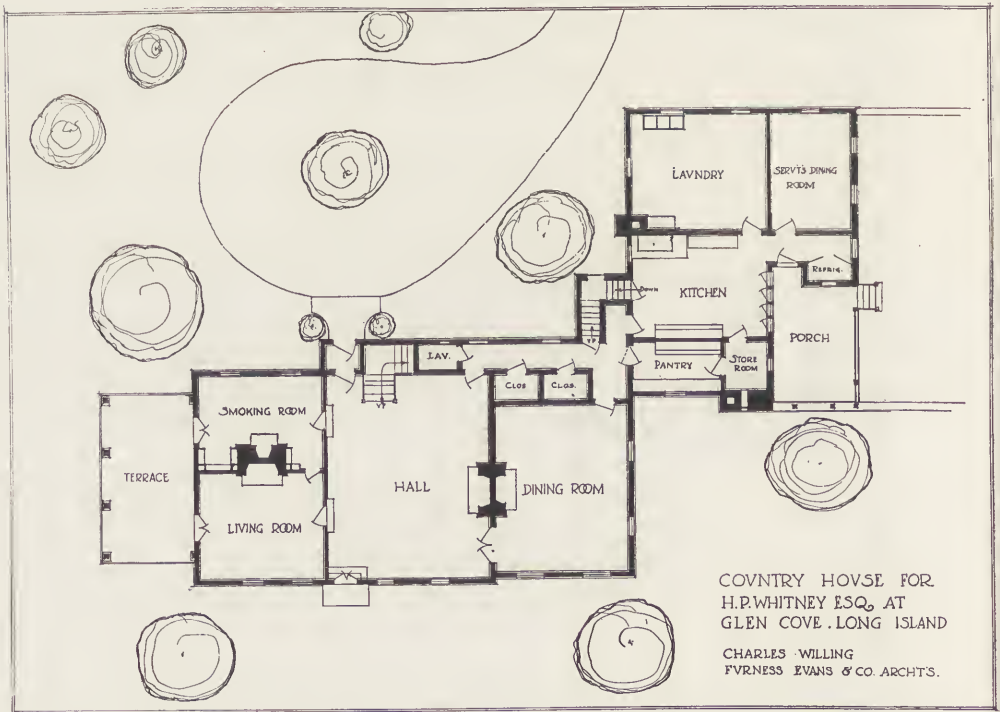 LAVNDRY
SERVT'S DINING
ROOM
REFRIG.
DOWN
KITCHEN
PORCH
UP
LAV.
PANTRY
STORE
ROOM
CLOS
CLOS.
UP
SMOKING ROOM
TERRACE
HALL
DINING ROOM
LIVING ROOM
COVNTRY HOVSE FOR
H.P. WHITNEY ESQ. AT
GLEN COVE . LONG ISLAND
CHARLES WILLING
FVRNESS EVANS & CO. ARCHT'S.